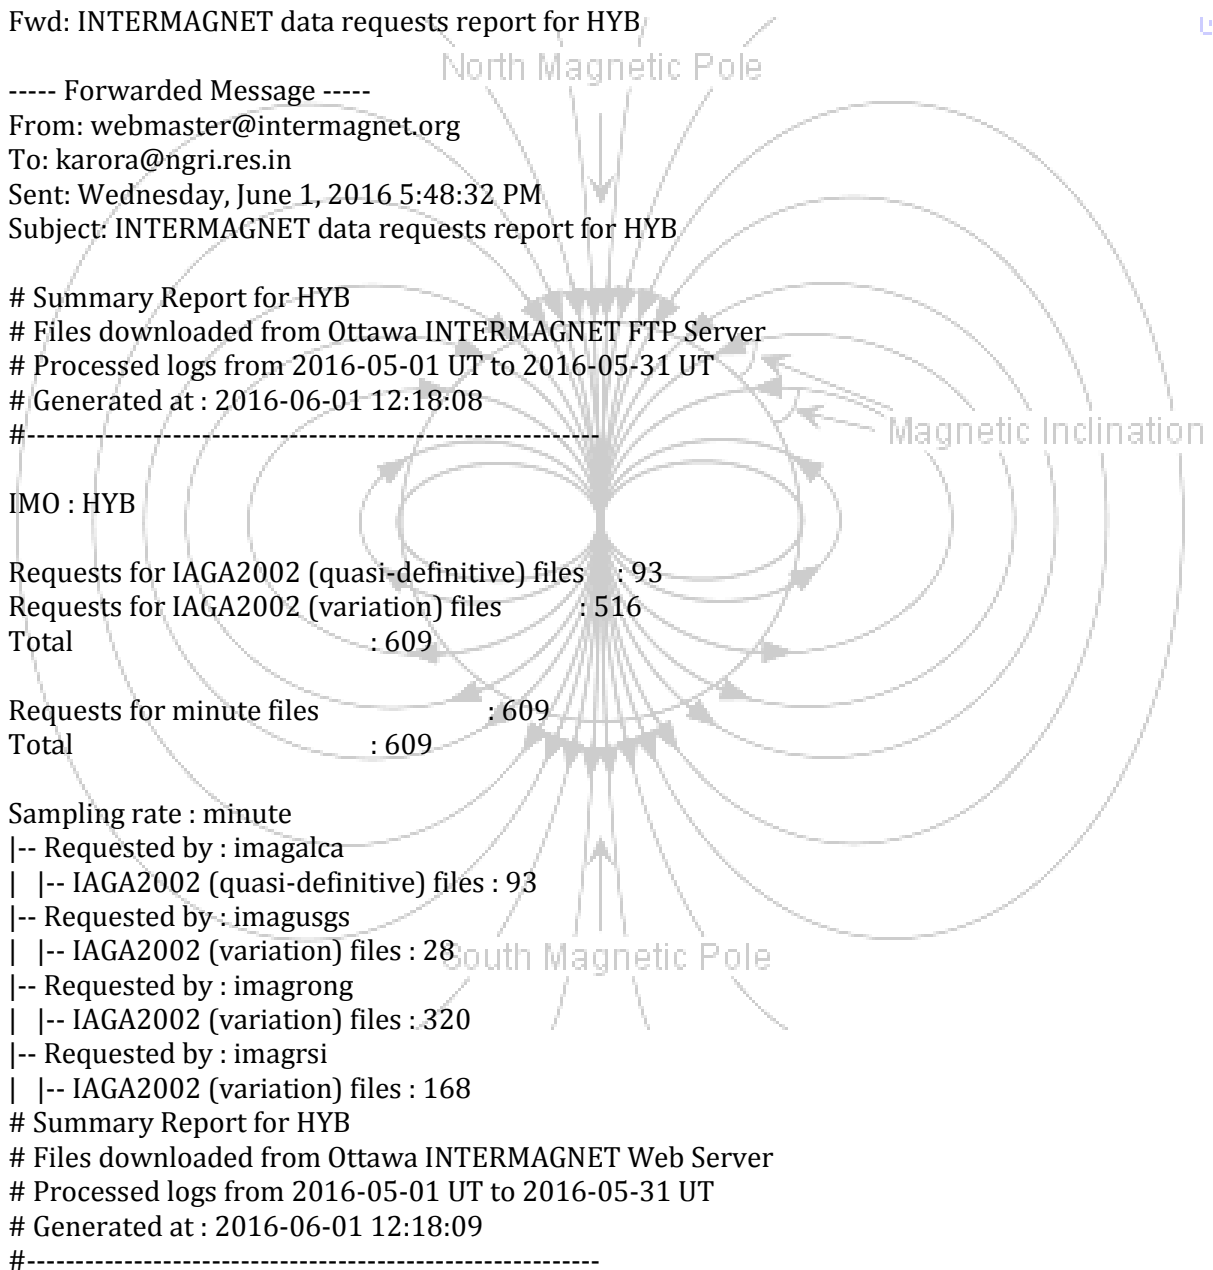 Fwd: INTERMAGNET data requests report for HYB
North Magnetic Pole
----- Forwarded Message -----
From: webmaster@intermagnet.org
To: karora@ngri.res.in
Sent: Wednesday, June 1, 2016 5:48:32 PM
Subject: INTERMAGNET data requests report for HYB
# Summary Report for HYB
# Files downloaded from Ottawa INTERMAGNET FTP Server
# Processed logs from 2016-05-01 UT to 2016-05-31 UT
# Generated at : 2016-06-01 12:18:08
Magnetic Inclination
#-----------------------------------------------------------
IMO : HYB
Requests for IAGA2002 (quasi-definitive) files : 93
Requests for IAGA2002 (variation) files : 516
Total : 609
Requests for minute files : 609
Total : 609
Sampling rate : minute
|-- Requested by : imagalca
| |-- IAGA2002 (quasi-definitive) files : 93
|-- Requested by : imagusgs
| |-- IAGA2002 (variation) files : 28
South Magnetic Pole
|-- Requested by : imagrong
| |-- IAGA2002 (variation) files : 320
|-- Requested by : imagrsi
| |-- IAGA2002 (variation) files : 168
# Summary Report for HYB
# Files downloaded from Ottawa INTERMAGNET Web Server
# Processed logs from 2016-05-01 UT to 2016-05-31 UT
# Generated at : 2016-06-01 12:18:09
#-----------------------------------------------------------